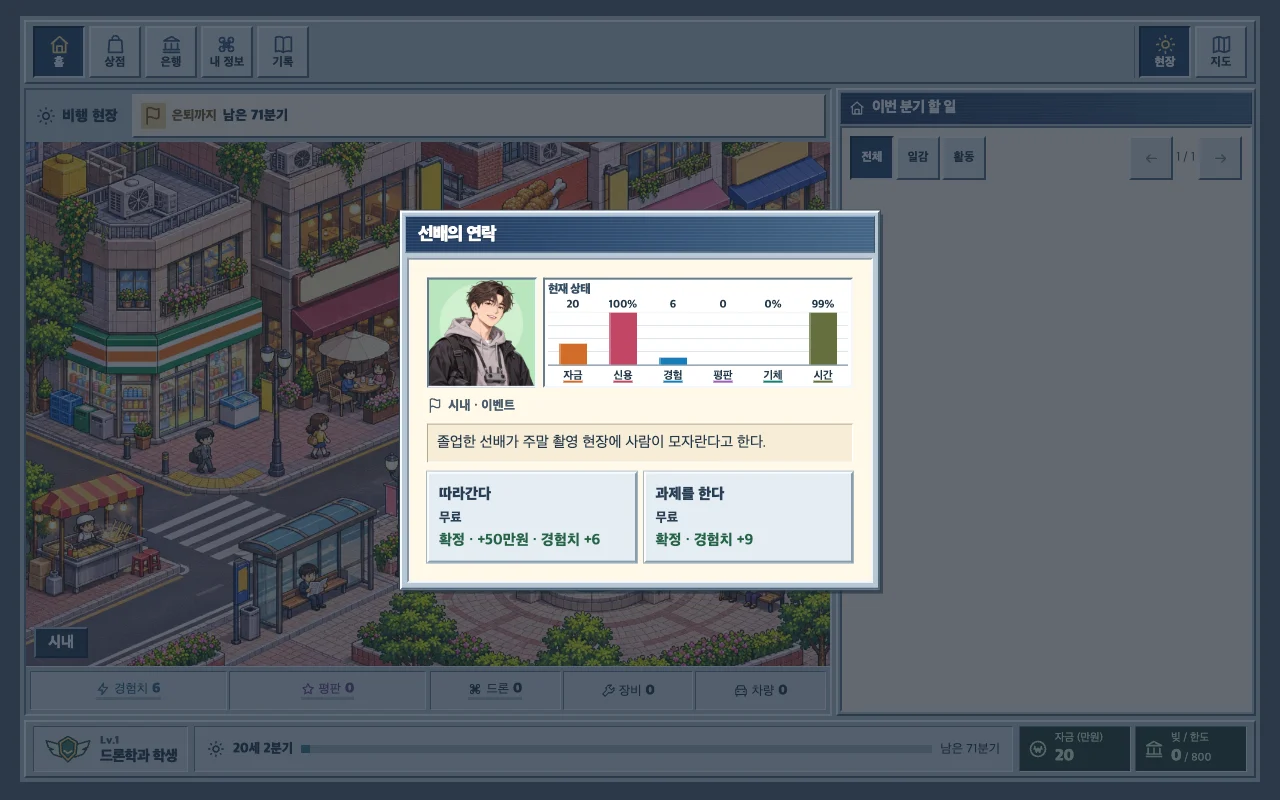 홈
상점
은행
내 정보
기록
현장
지도
비행 현장
은퇴까지 남은 71분기
이번 분기 할 일
전체
일감
활동
← 1 / 1 →
선배의 연락
현재 상태
20 100% 6 0 0% 99%
자금 신용 경험 평판 기체 시간
시내 · 이벤트
졸업한 선배가 주말 촬영 현장에 사람이 모자란다고 한다.
따라간다
무료
확정 · +50만원 · 경험치 +6
과제를 한다
무료
확정 · 경험치 +9
시내
경험치 6
평판 0
드론 0
장비 0
차량 0
Lv.1
드론학과 학생
20세 2분기
남은 71분기
자금 (만원)
20
빚 / 한도
0 / 800